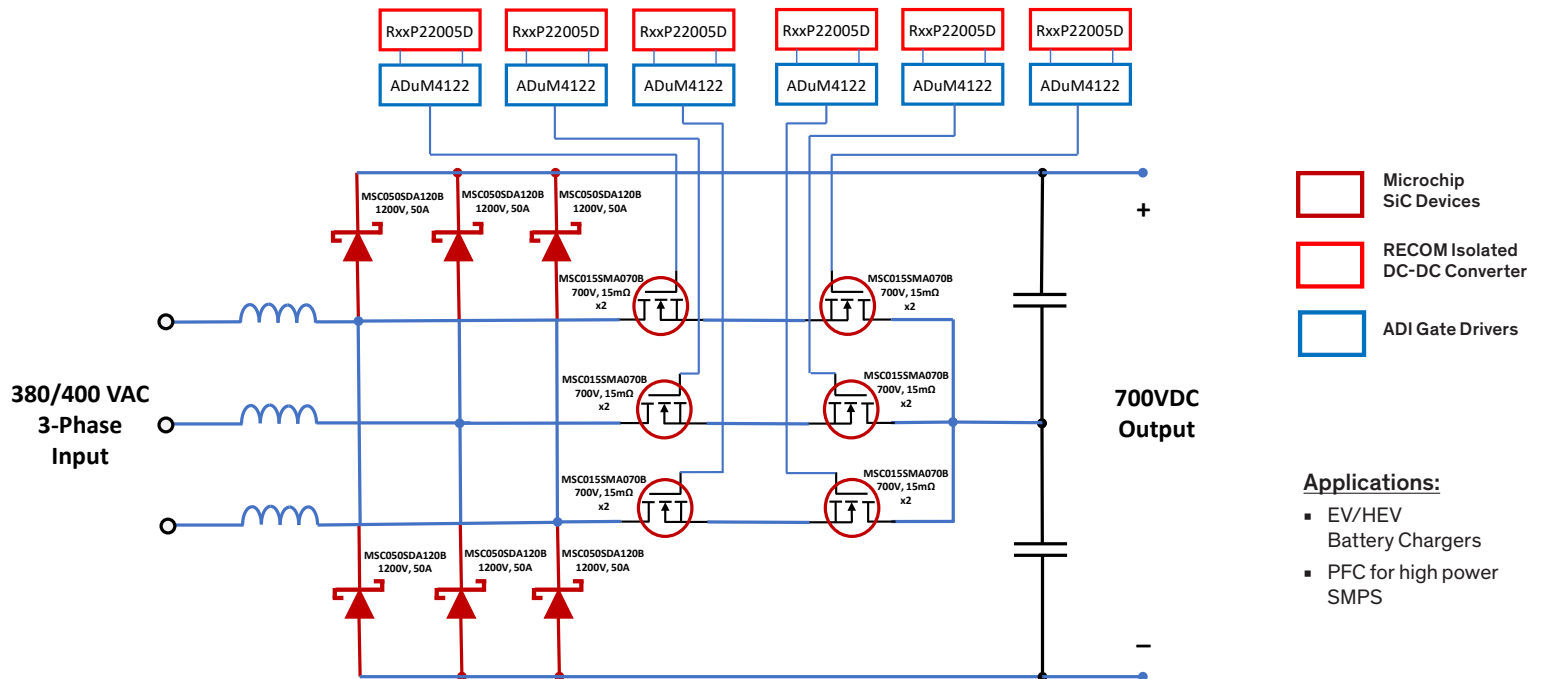 RxxP22005D
RxxP22005D
RxxP22005D
RxxP22005D
RxxP22005D
RxxP22005D
ADuM4122
ADuM4122
ADuM4122
ADuM4122
ADuM4122
ADuM4122
MSC050SDA120B
1200V, 50A
MSC050SDA120B
1200V, 50A
MSC050SDA120B
1200V, 50A
+
Microchip
SiC Devices
RECOM Isolated
DC-DC Converter
ADI Gate Drivers
MSC015SMA070B
700V, 15mΩ
x2
MSC015SMA070B
700V, 15mΩ
x2
380/400 VAC
3-Phase
Input
MSC015SMA070B
700V, 15mΩ
x2
MSC015SMA070B
700V, 15mΩ
x2
700VDC
Output
MSC015SMA070B
700V, 15mΩ
x2
MSC015SMA070B
700V, 15mΩ
x2
MSC050SDA120B
1200V, 50A
MSC050SDA120B
1200V, 50A
MSC050SDA120B
1200V, 50A
–
Applications:
▪ EV/HEV
Battery Chargers
▪ PFC for high power
SMPS